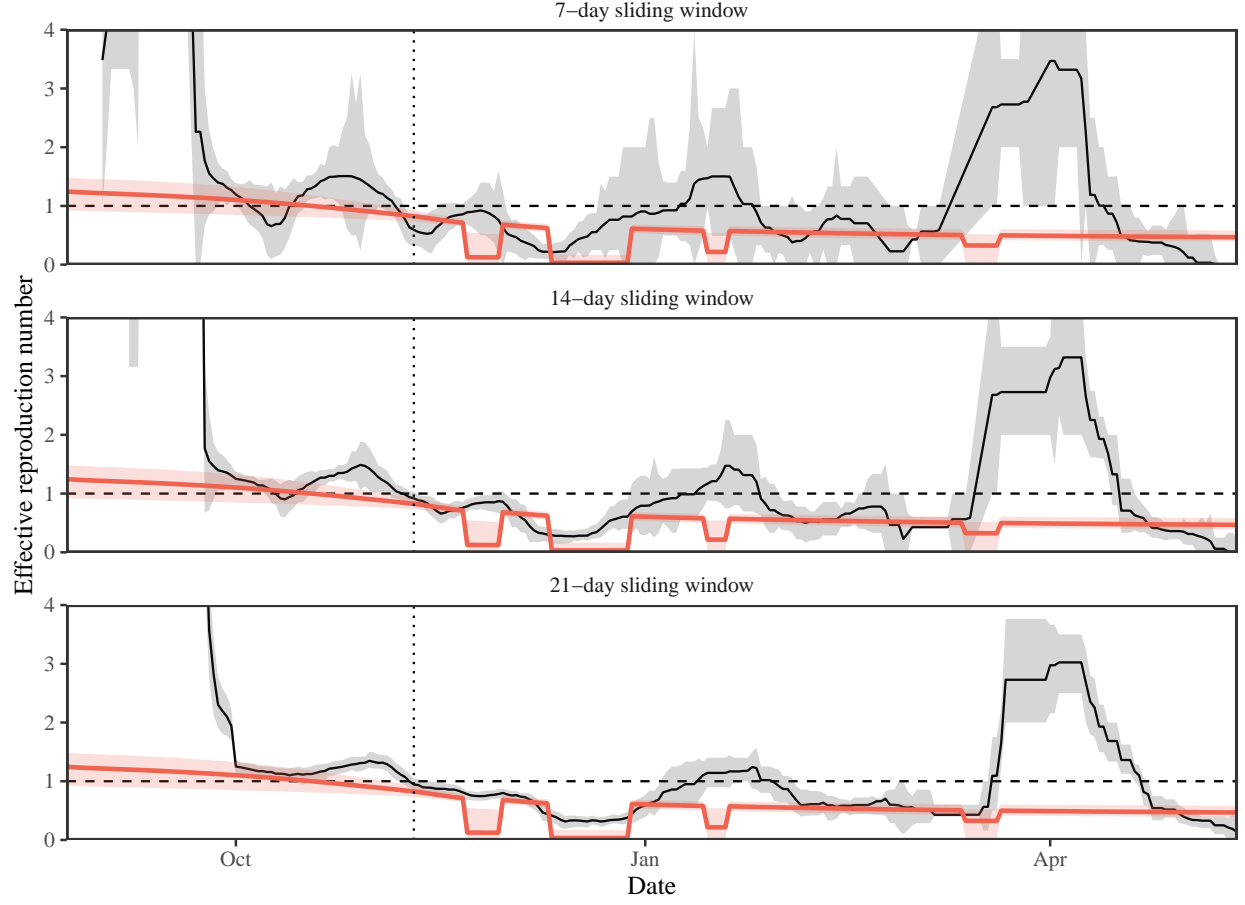 7−day sliding window
4
3
2
1
0
14−day sliding window
4
3
2
1
0
21−day sliding window
4
3
2
1
0
Effective reproduction number
Oct
Jan
Apr
Date